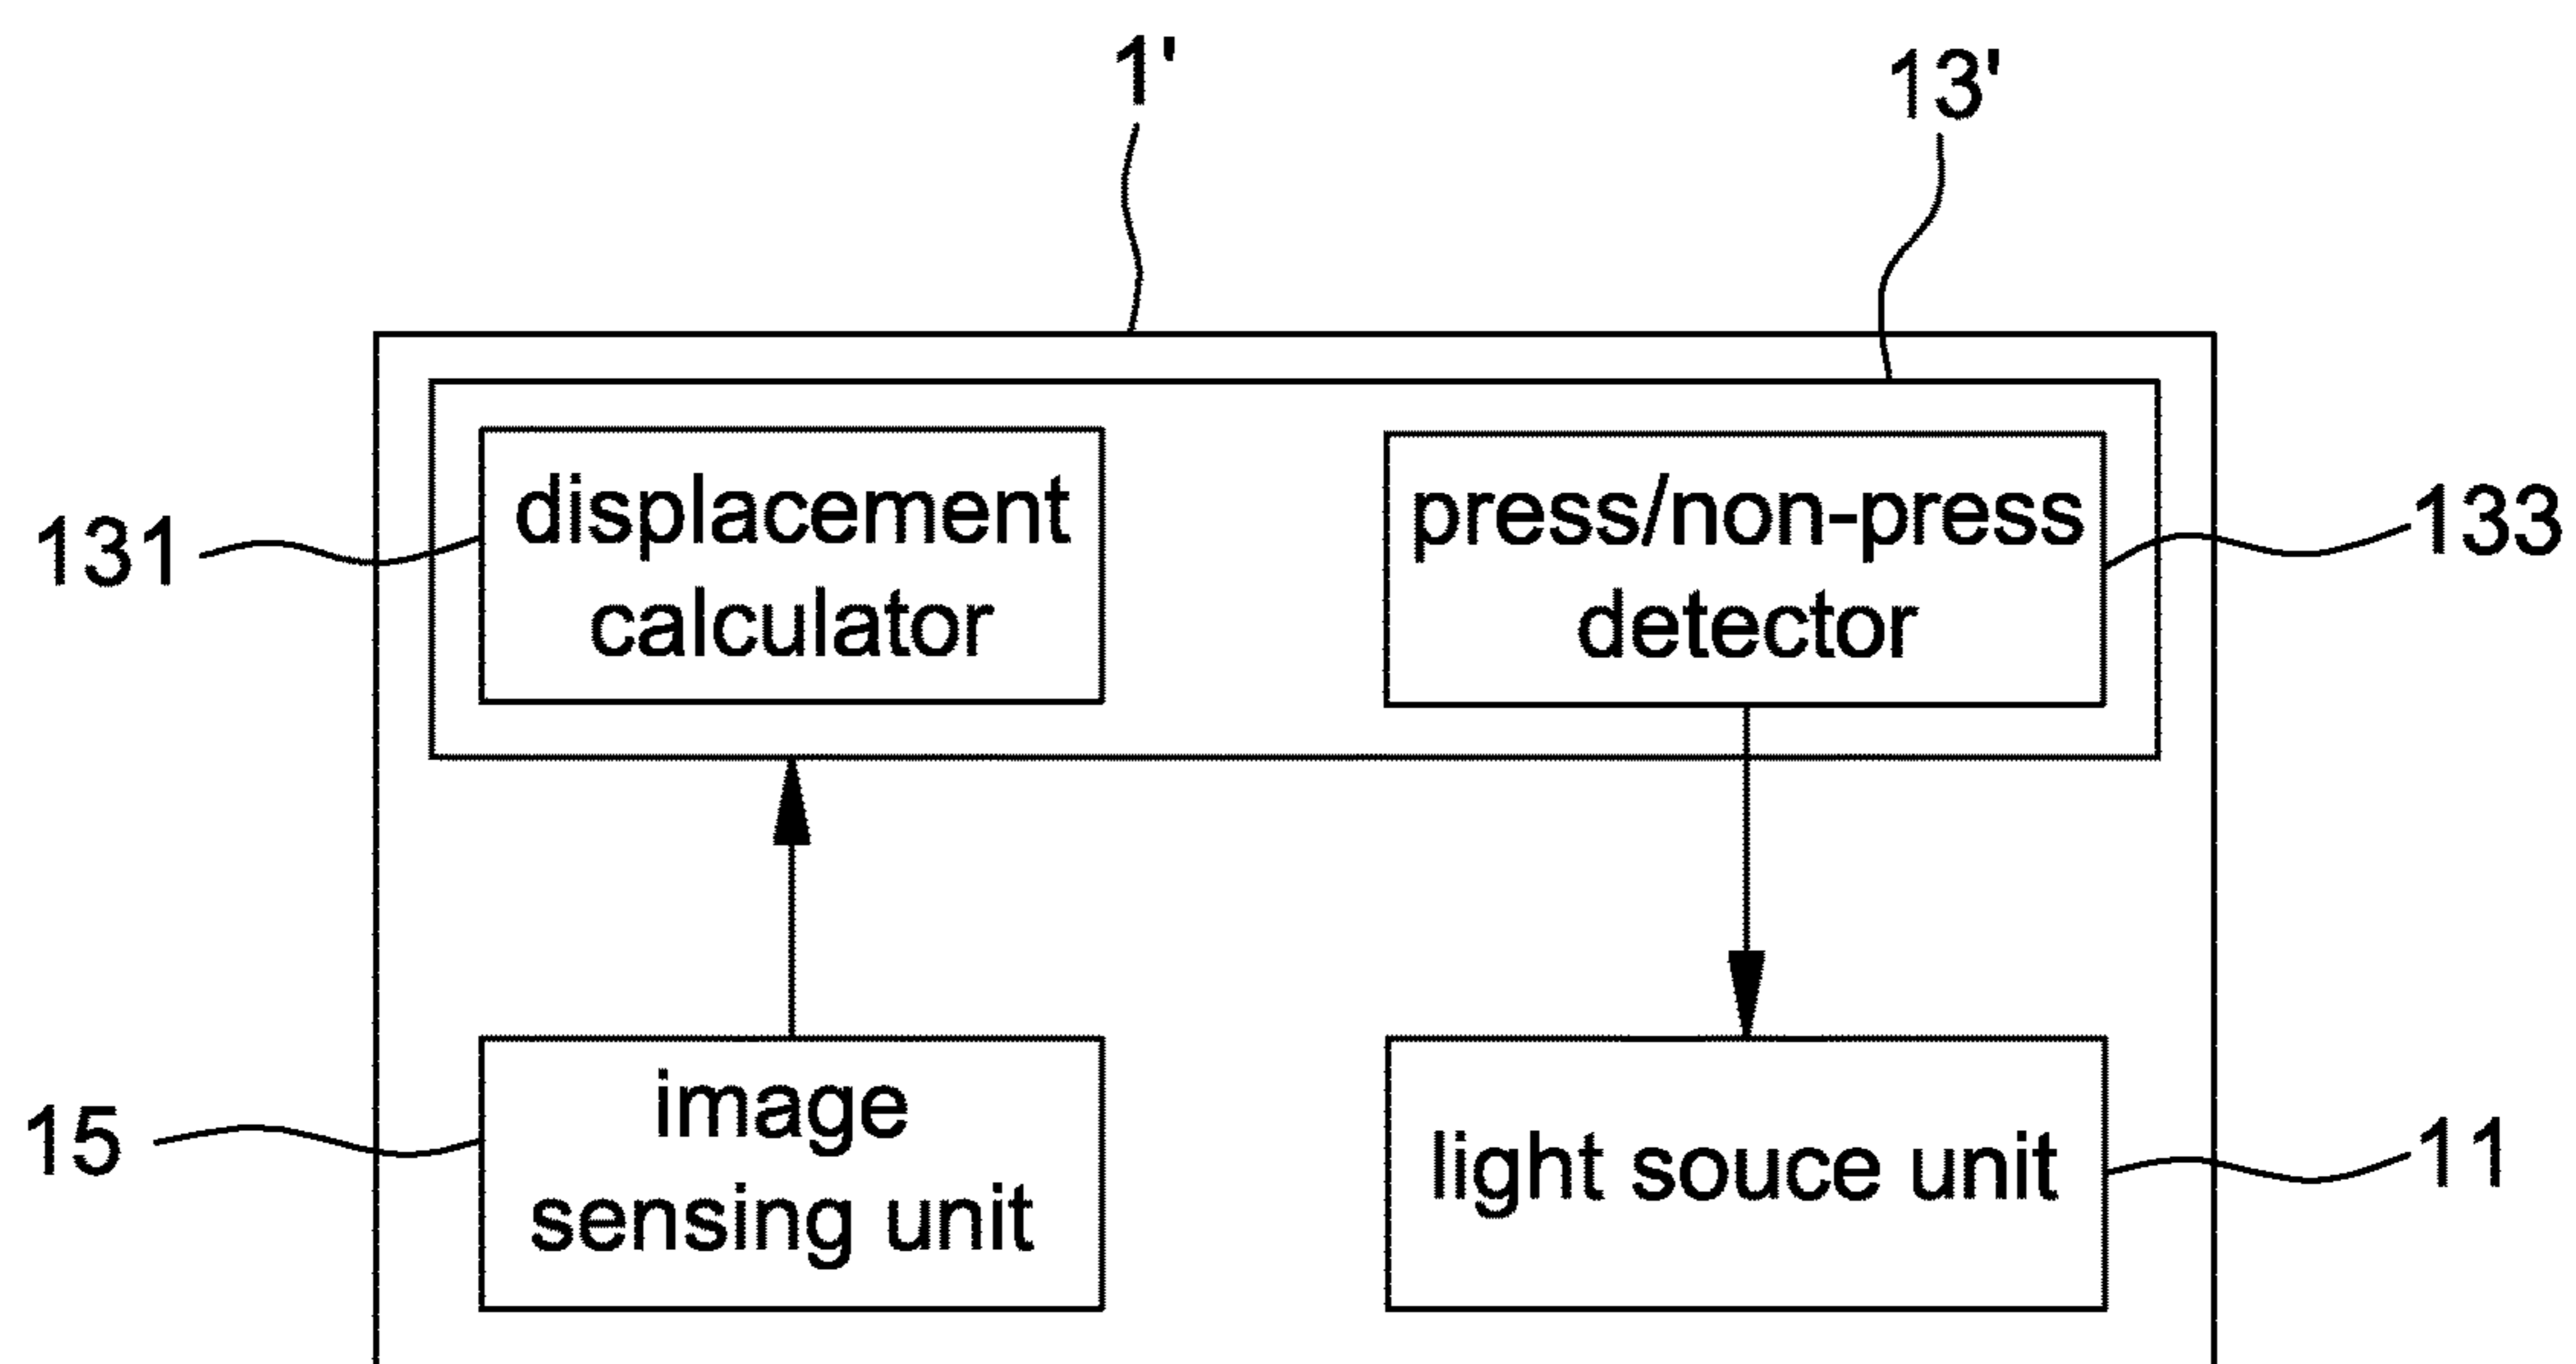 1'
13'
131
displacement
calculator
press/non-press
detector
133
15
image
sensing unit
light souce unit
11